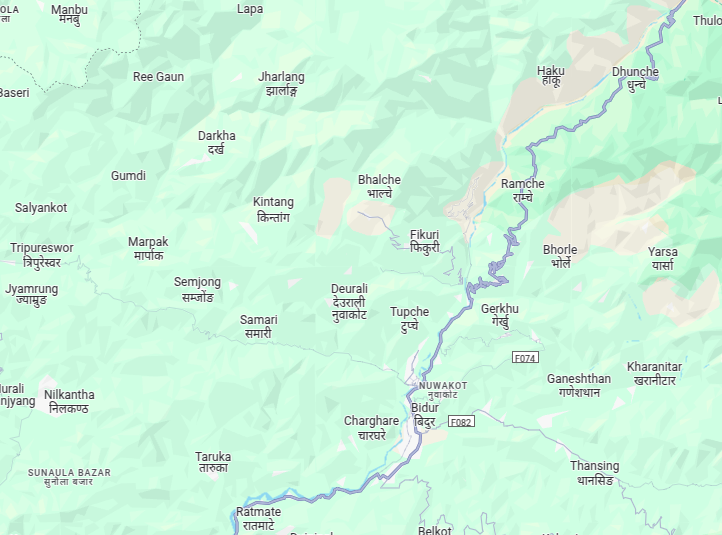 Manbu
मनबु
Lapa
Ree Gaun
Jharlang
झार्लाङ्ग
Haku
हाकू
Dhunche
धुन्चे
Baseri
Darkha
दर्ख
Gumdi
Bhalche
भाल्चे
Ramche
राम्चे
Salyankot
Kintang
किन्तांग
Fikuri
फिकुरी
Tripureswor
त्रिपुरेस्वर
Marpak
मार्पाक
Bhorle
भोर्ले
Yarsa
यार्सा
Jyamrung
ज्याम्रुङ
Semjong
सम्जोंङ
Deurali
देउराली
नुवाकोट
Samari
समारी
Tupche
टुप्चे
Gerkhu
गेर्खु
F074
Ganeshthan
गणेशथान
Kharanitar
खरानीटार
Nilkantha
निलकण्ठ
NUWAKOT
नुवाकोट
Bidur
बिदुर
F082
Charghare
चारघरे
Taruka
तारुका
SUNAULA BAZAR
सुनौला बजार
Thansing
थानसिङ
Ratmate
रातमाटे
Belkot